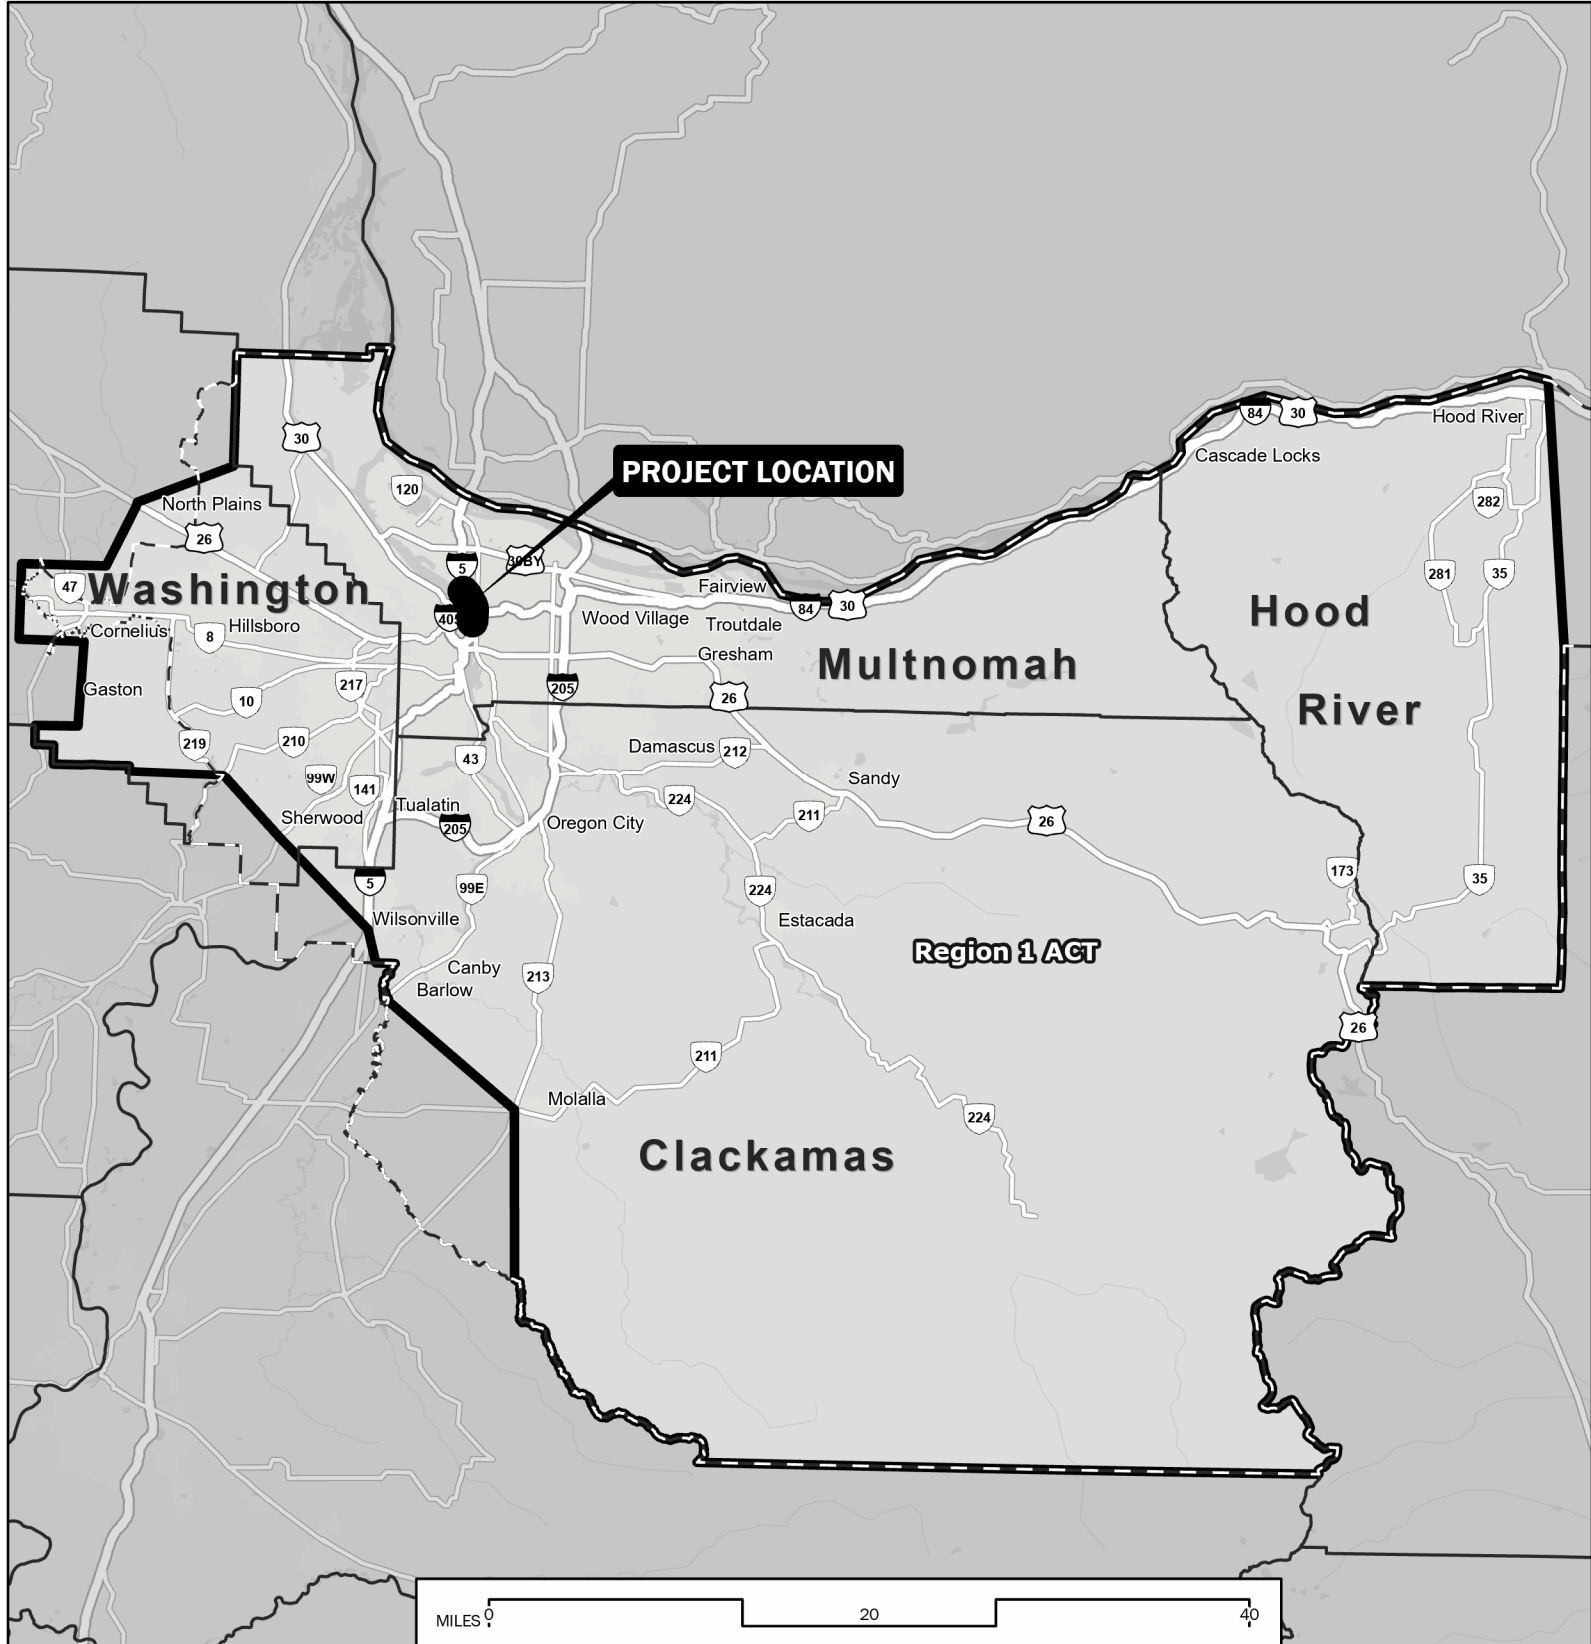 30
84
30
Hood River
Cascade Locks
PROJECT LOCATION
120
282
North Plains
26
5
30BY
281
35
47
Washington
Fairview
84
30
Hood
405
Wood Village
Troutdale
Cornelius
8
Hillsboro
Gresham
Multnomah
Gaston
217
205
26
10
River
219
210
43
Damascus
212
99W
141
Sandy
224
Sherwood
Tualatin
205
Oregon City
211
26
5
99E
224
173
35
Wilsonville
Estacada
Region 1 ACT
Canby
213
Barlow
26
211
Molalla
224
Clackamas
MILES
0
20
40